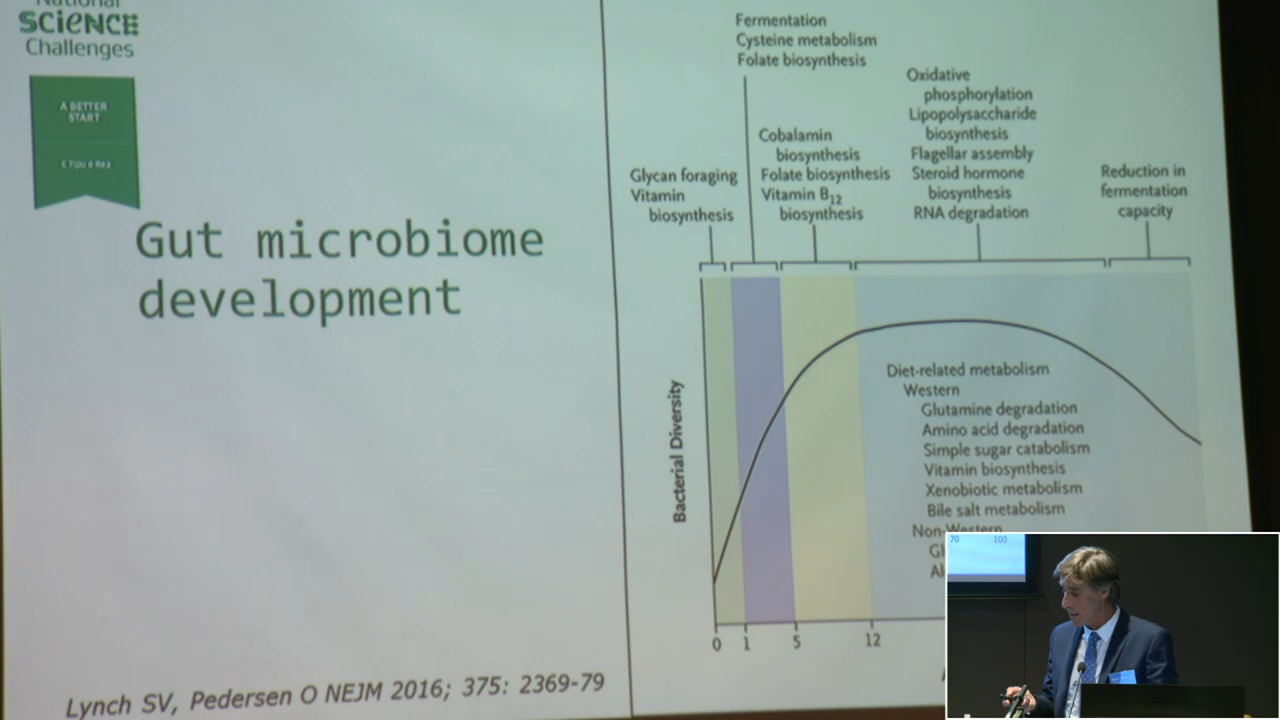 National
SCIENCE
Challenges
A BETTER
START
E Tipu e Rea
Gut microbiome
development
Lynch SV, Pedersen O NEJM 2016; 375: 2369-79
Fermentation
Cysteine metabolism
Folate biosynthesis
Glycan foraging
Vitamin
biosynthesis
Cobalamin
biosynthesis
Folate biosynthesis
Vitamin B12
biosynthesis
Oxidative
phosphorylation
Lipopolysaccharide
biosynthesis
Flagellar assembly
Steroid hormone
biosynthesis
RNA degradation
Reduction in
fermentation
capacity
Bacterial Diversity
Diet-related metabolism
Western
Glutamine degradation
Amino acid degradation
Simple sugar catabolism
Vitamin biosynthesis
Xenobiotic metabolism
Bile salt metabolism
Non-Western
Gl
Al
0 1 5 12
70 100